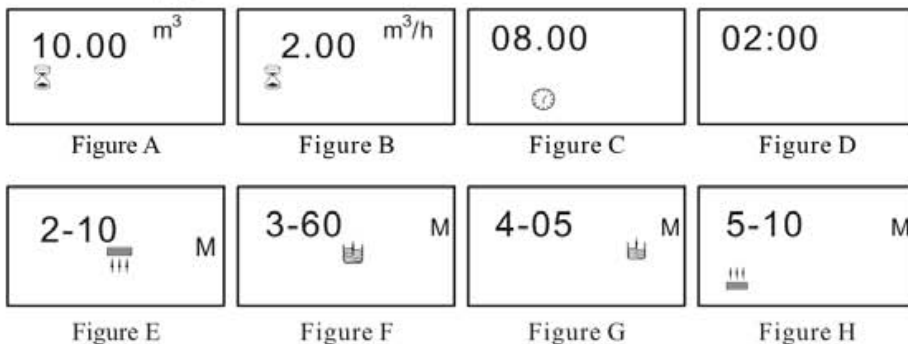 10.00 m³
2.00 m³/h
08.00
02:00
Figure A
Figure B
Figure C
Figure D
2-10 M
3-60 M
4-05 M
5-10 M
Figure E
Figure F
Figure G
Figure H